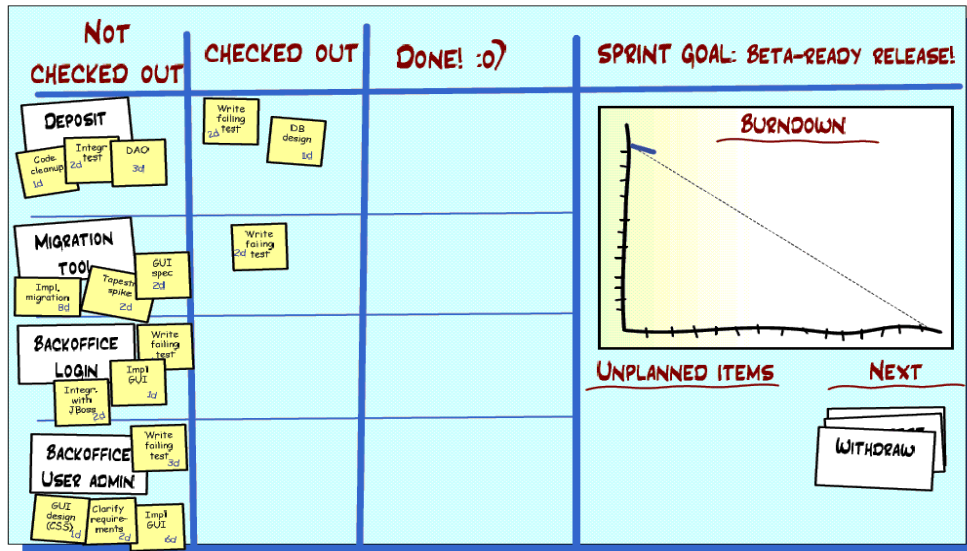 NOT
CHECKED OUT
CHECKED OUT
DONE! :o)
SPRINT GOAL: BETA-READY RELEASE!
DEPOSIT
Code
cleanup
1d
Integr
test
2d
DAO
3d
Write
failing
test
2d
DB
design
1d
MIGRATION
TOOL
Impl.
migration
8d
Tapestr
spike
2d
GUI
spec
2d
Write
failing
test
2d
BACKOFFICE
LOGIN
Write
failing
test
Integr.
with
JBoss
2d
Impl
GUI
1d
BACKOFFICE
USER ADMIN
Write
failing
test
3d
GUI
design
(CSS)
1d
Clarify
require-
ments
2d
Impl
GUI
6d
BURNDOWN
UNPLANNED ITEMS
NEXT
WITHDRAW